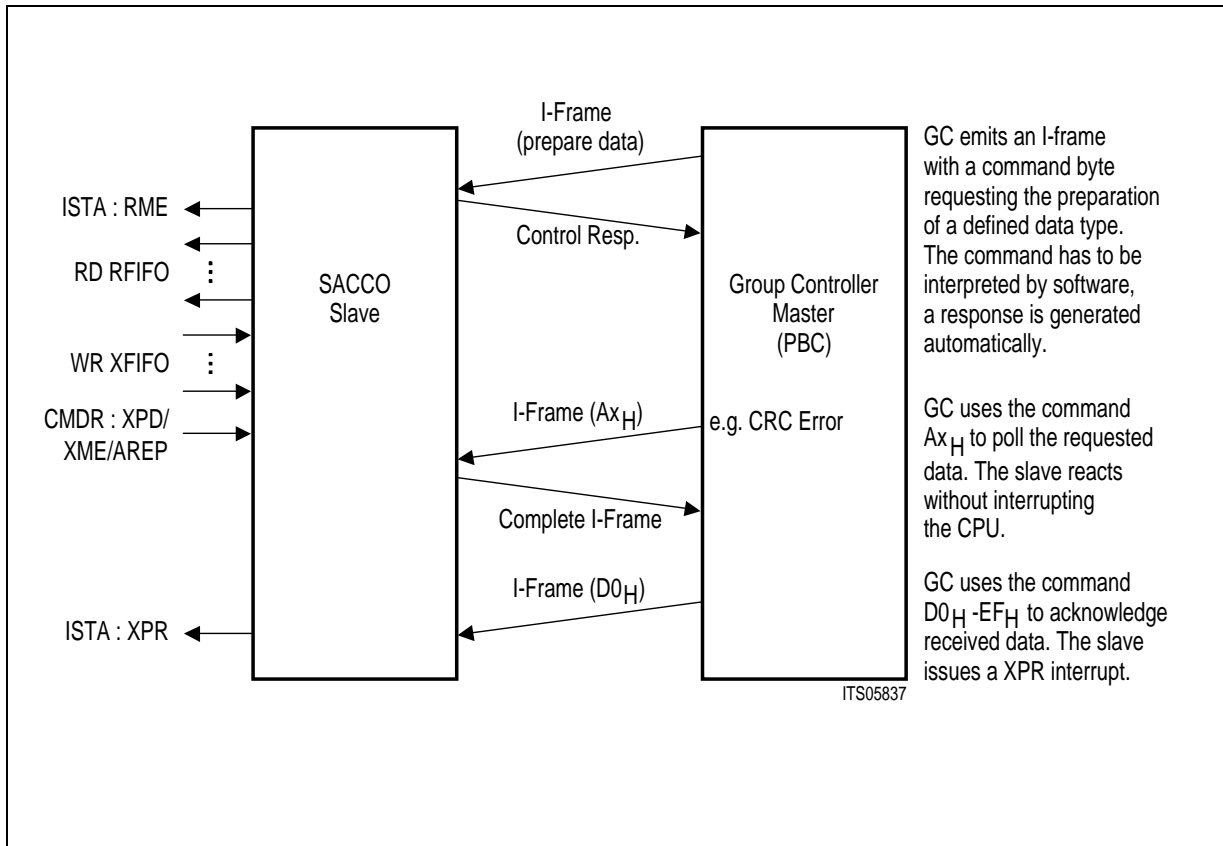 I-Frame
(prepare data)
ISTA : RME
Control Resp.
RD RFIFO
SACCO
Slave
Group Controller
Master
(PBC)
WR XFIFO
CMDR : XPD/
XME/AREP
I-Frame (AxH)
e.g. CRC Error
Complete I-Frame
I-Frame (D0H)
ISTA : XPR
GC emits an I-frame
with a command byte
requesting the preparation
of a defined data type.
The command has to be
interpreted by software,
a response is generated
automatically.
GC uses the command
AxH to poll the requested
data. The slave reacts
without interrupting
the CPU.
GC uses the command
D0H -EFH to acknowledge
received data. The slave
issues a XPR interrupt.
ITS05837